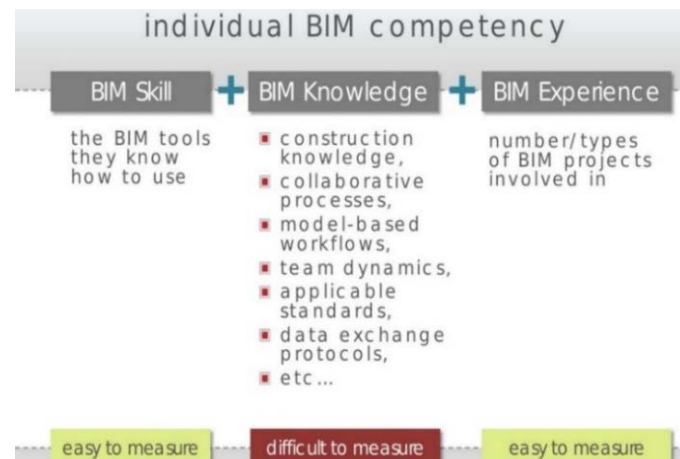 individual BIM competency
BIM Skill + BIM Knowledge + BIM Experience
the BIM tools
they know
how to use
construction
knowledge,
collaborative
processes,
model-based
workflows,
team dynamics,
applicable
standards,
data exchange
protocols,
etc...
number/types
of BIM projects
involved in
easy to measure
difficult to measure
easy to measure